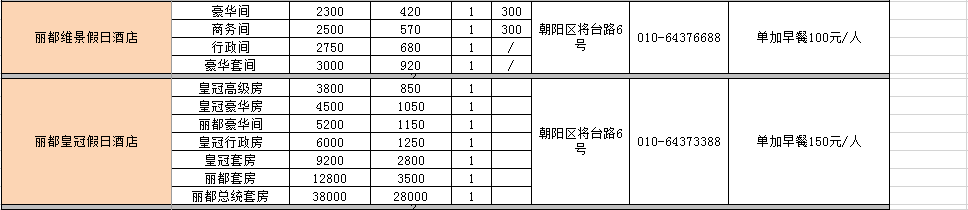 丽都维景假日酒店 豪华间 2300 420 1 300 朝阳区将台路6号 010-64376688 单加早餐100元/人
商务间 2500 570 1 300
行政间 2750 680 1 /
豪华套间 3000 920 1 /
丽都皇冠假日酒店 皇冠高级房 3800 850 1 朝阳区将台路6号 010-64373388 单加早餐150元/人
皇冠豪华房 4500 1050 1
丽都豪华间 5200 1150 1
皇冠行政房 6000 1250 1
皇冠套房 9200 2800 1
丽都套房 12800 3500 1
丽都总统套房 38000 28000 1